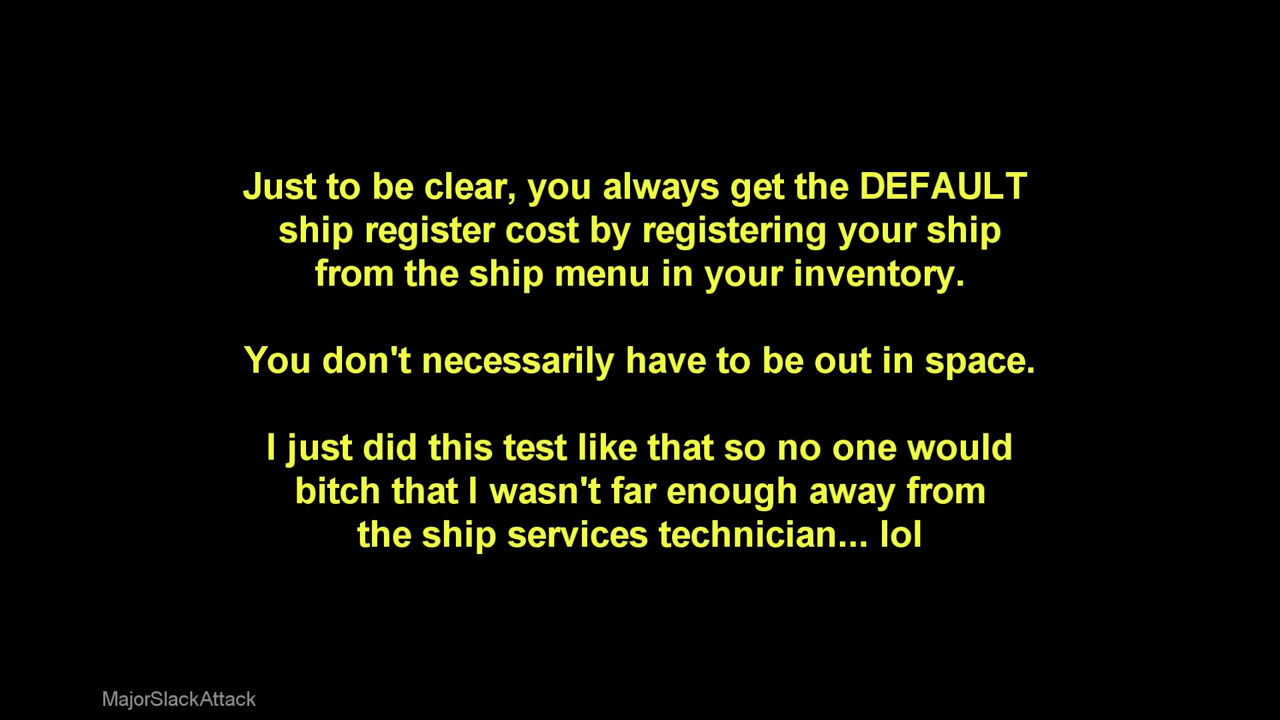 Just to be clear, you always get the DEFAULT
ship register cost by registering your ship
from the ship menu in your inventory.
You don't necessarily have to be out in space.
I just did this test like that so no one would
bitch that I wasn't far enough away from
the ship services technician... lol
MajorSlackAttack